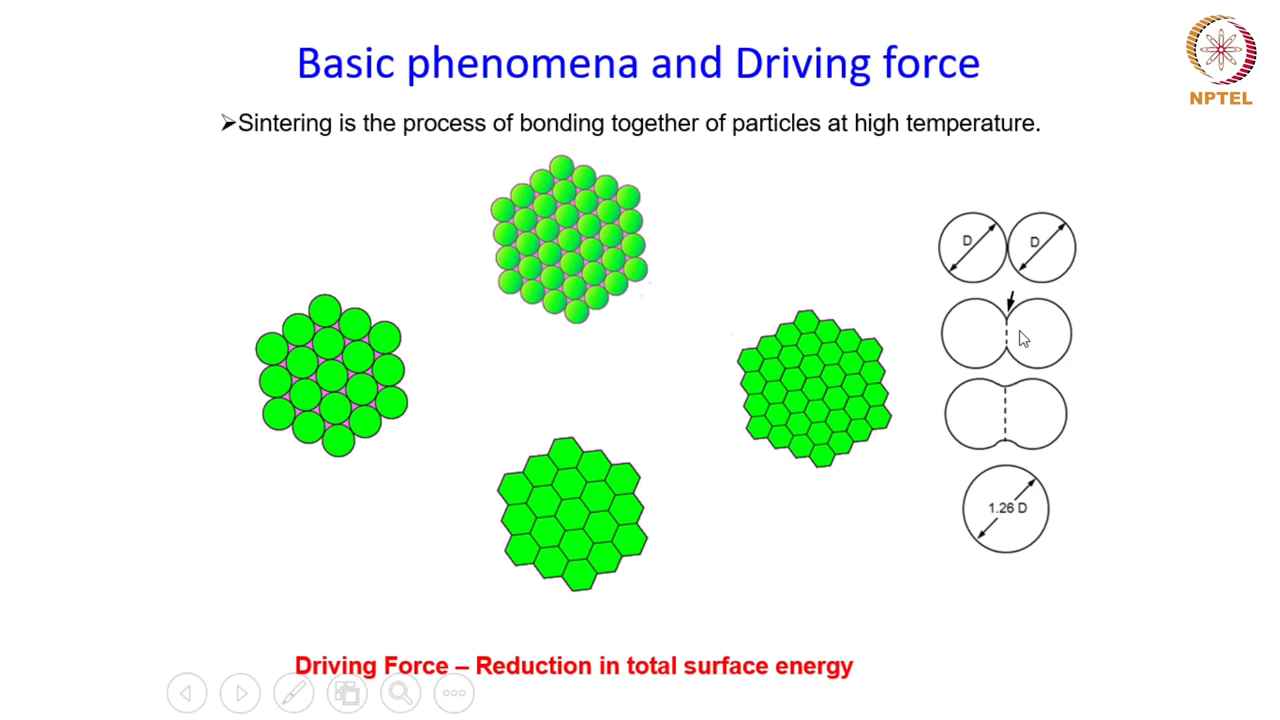 Basic phenomena and Driving force
NPTEL
➢Sintering is the process of bonding together of particles at high temperature.
D
D
1.26 D
Driving Force – Reduction in total surface energy